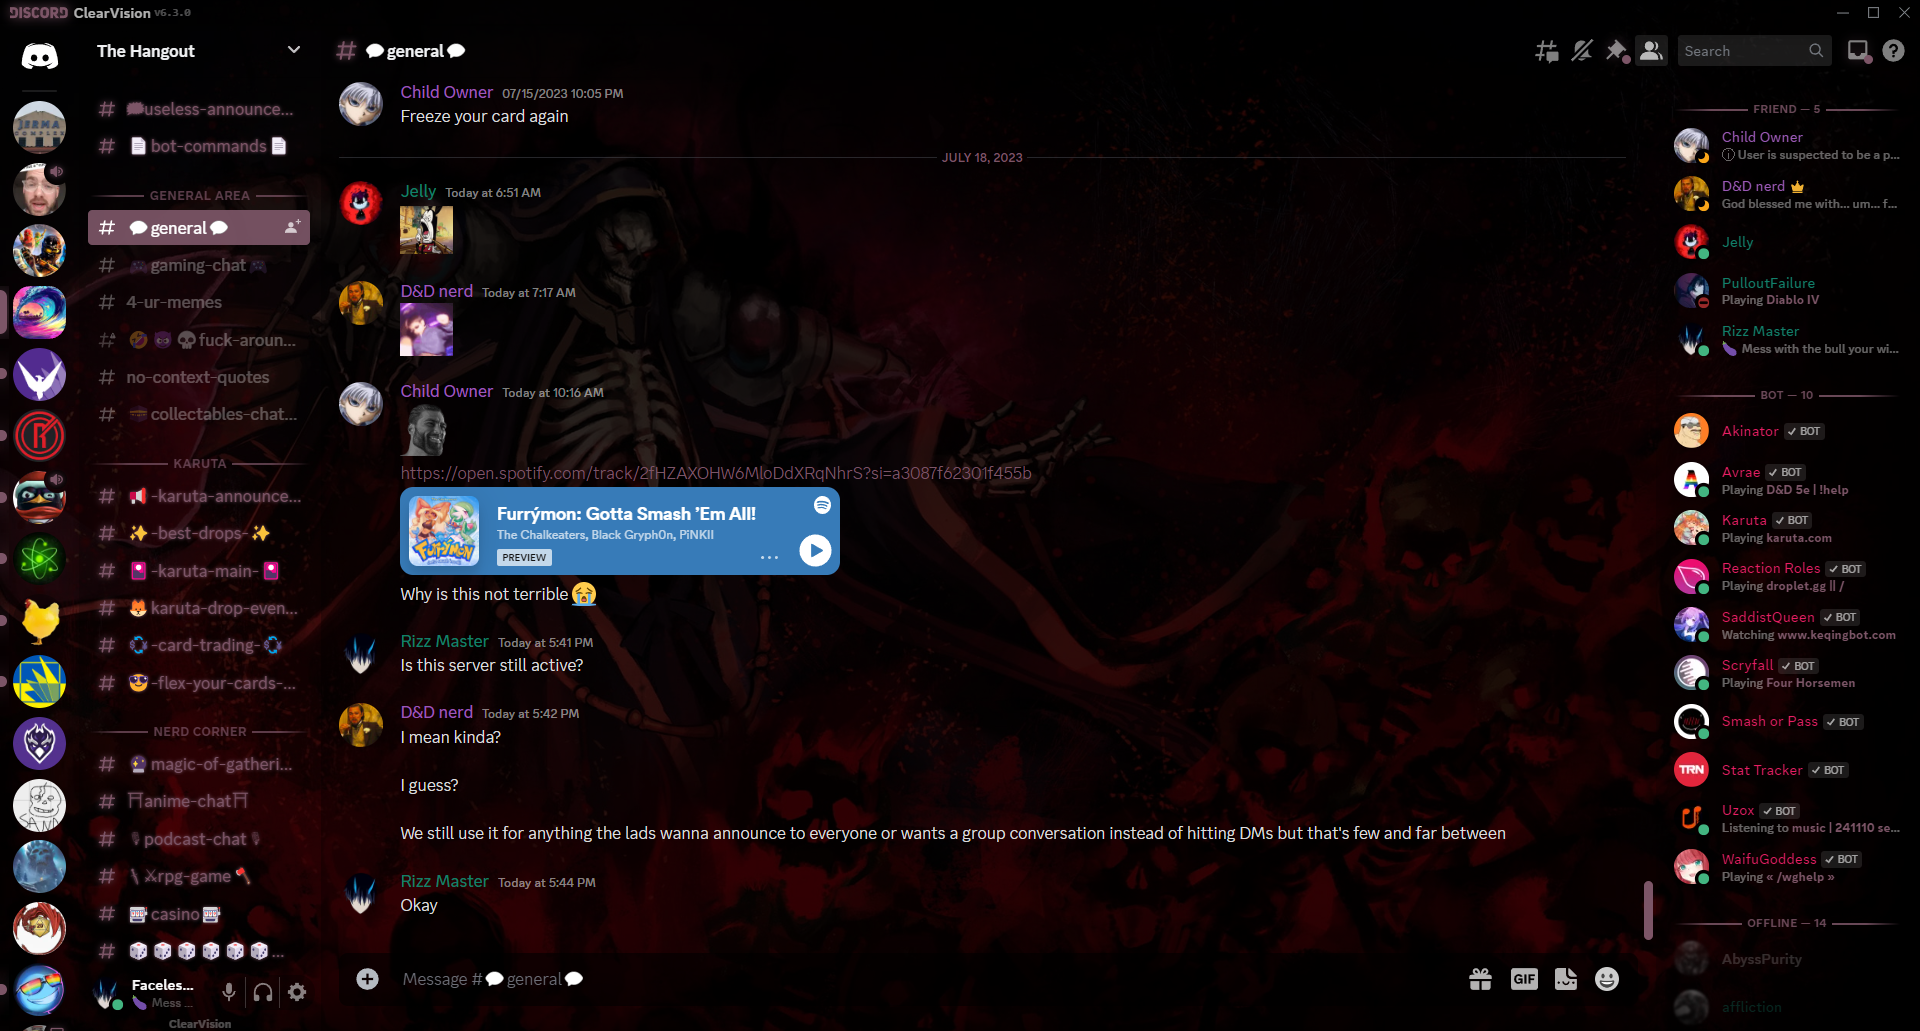 DISCORD ClearVision v6.3.0
The Hangout
useless-announce...
bot-commands
GENERAL AREA
general
gaming-chat
4-ur-memes
fuck-aroun...
no-context-quotes
collectables-chat...
KARUTA
-karuta-announce...
-best-drops-
-karuta-main-
karuta-drop-even...
-card-trading-
-flex-your-cards-...
NERD CORNER
magic-of-gatheri...
anime-chat
podcast-chat
rpg-game
casino
...
Faceles...
Mess ...
ClearVision
JERMA
COMPLEX
SANS
# general
Search
Child Owner 07/15/2023 10:05 PM
Freeze your card again
JULY 18, 2023
Jelly Today at 6:51 AM
D&D nerd Today at 7:17 AM
Child Owner Today at 10:16 AM
https://open.spotify.com/track/2fHZAXOHW6MloDdXRqNhrS?si=a3087f62301f455b
Furrýmon: Gotta Smash ’Em All!
The Chalkeaters, Black Gryph0n, PiNKII
PREVIEW
FURRYMON
Why is this not terrible 😭
Rizz Master Today at 5:41 PM
Is this server still active?
D&D nerd Today at 5:42 PM
I mean kinda?
I guess?
We still use it for anything the lads wanna announce to everyone or wants a group conversation instead of hitting DMs but that's few and far between
Rizz Master Today at 5:44 PM
Okay
Message # general
GIF
FRIEND — 5
Child Owner
User is suspected to be a p...
D&D nerd
God blessed me with... um... f...
Jelly
PulloutFailure
Playing Diablo IV
Rizz Master
Mess with the bull your wi...
BOT — 10
Akinator ✓ BOT
Avrae ✓ BOT
Playing D&D 5e | !help
Karuta ✓ BOT
Playing karuta.com
Reaction Roles ✓ BOT
Playing droplet.gg || /
SaddistQueen ✓ BOT
Watching www.keqingbot.com
Scryfall ✓ BOT
Playing Four Horsemen
Smash or Pass ✓ BOT
TRN
Stat Tracker ✓ BOT
Uzox ✓ BOT
Listening to music | 241110 se...
WaifuGoddess ✓ BOT
Playing « /wghelp »
OFFLINE — 14
AbyssPurity
affliction